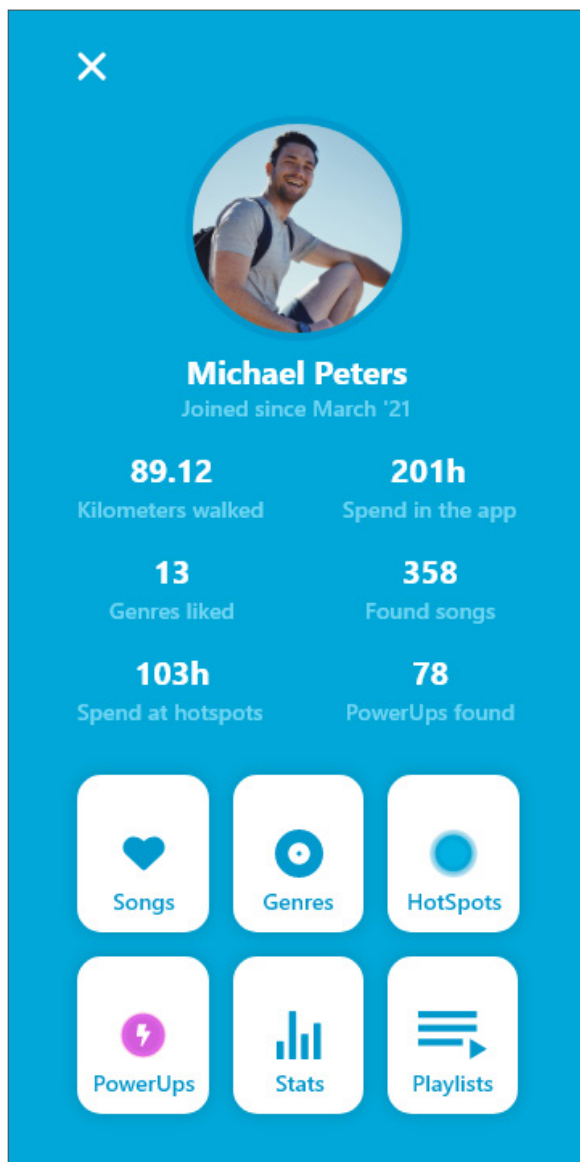 Michael Peters
Joined since March '21
89.12 201h
Kilometers walked Spend in the app
13 358
Genres liked Found songs
103h 78
Spend at hotspots PowerUps found
Songs Genres HotSpots
PowerUps Stats Playlists